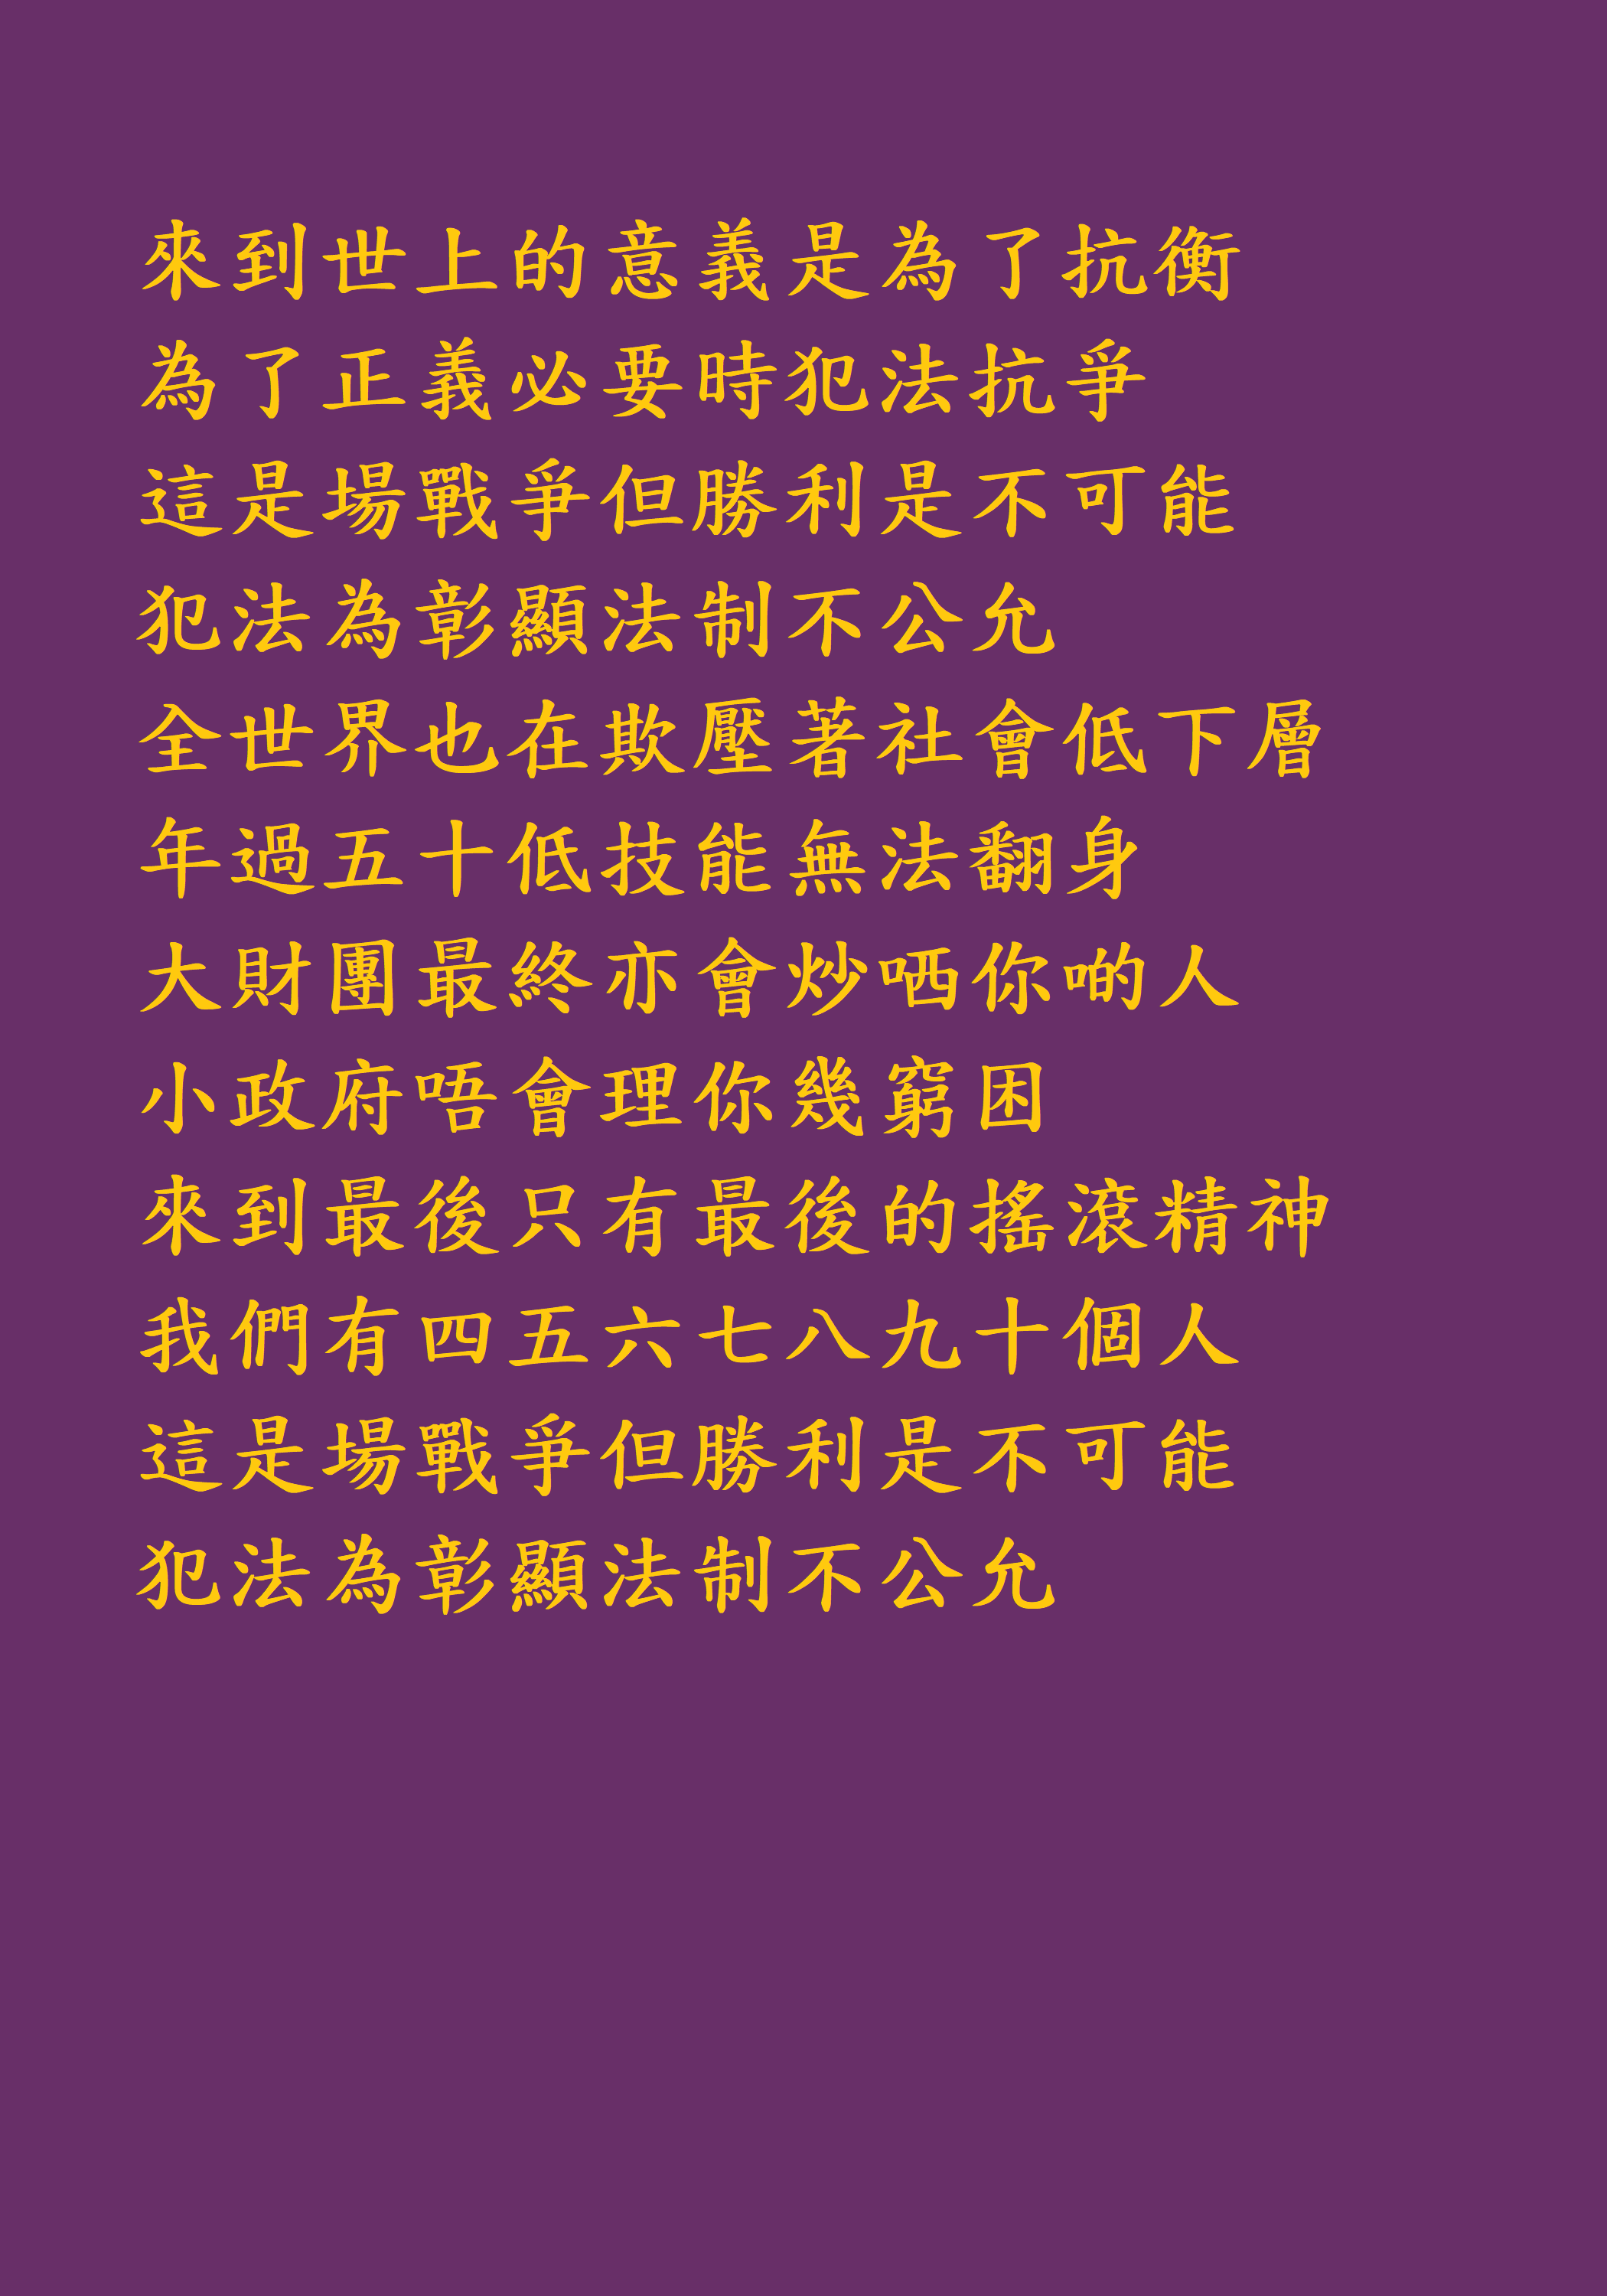 來到世上的意義是為了抗衡
為了正義必要時犯法抗爭
這是場戰爭但勝利是不可能
犯法為彰顯法制不公允
全世界也在欺壓著社會低下層
年過五十低技能無法翻身
大財團最終亦會炒哂你啲人
小政府唔會理你幾窮困
來到最後只有最後的搖滾精神
我們有四五六七八九十個人
這是場戰爭但勝利是不可能
犯法為彰顯法制不公允